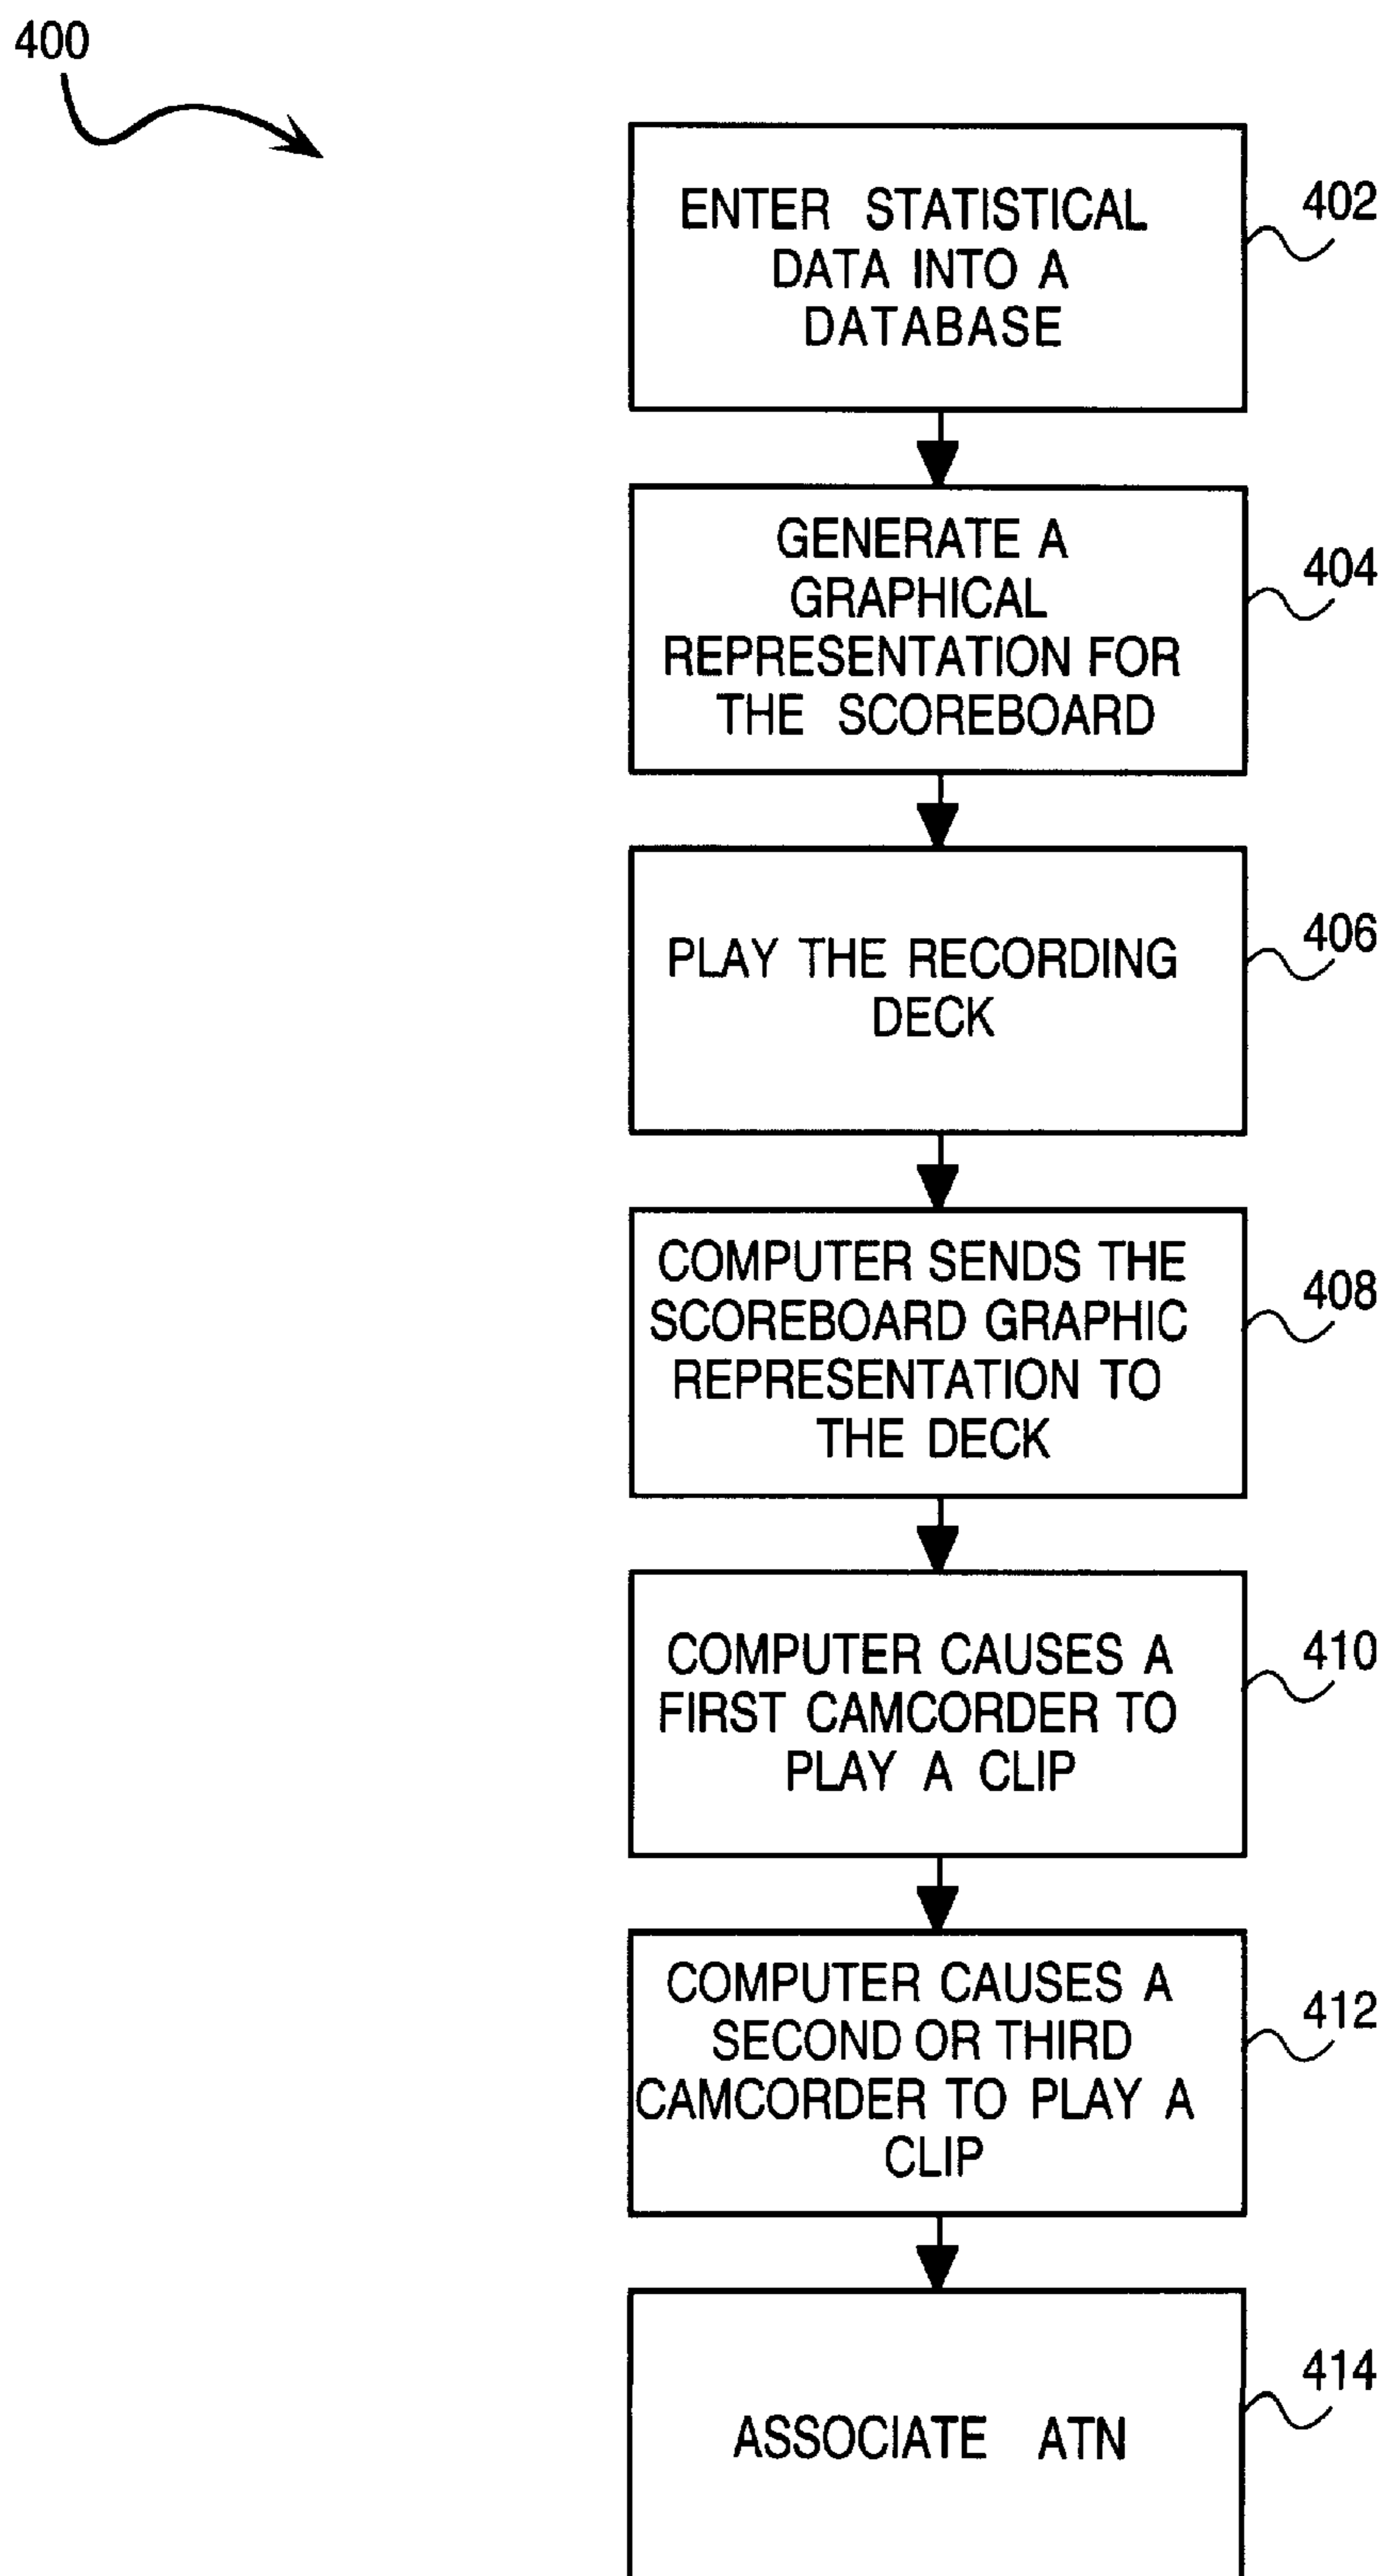 400
ENTER STATISTICAL
DATA INTO A
DATABASE
402
GENERATE A
GRAPHICAL
REPRESENTATION FOR
THE SCOREBOARD
404
PLAY THE RECORDING
DECK
406
COMPUTER SENDS THE
SCOREBOARD GRAPHIC
REPRESENTATION TO
THE DECK
408
COMPUTER CAUSES A
FIRST CAMCORDER TO
PLAY A CLIP
410
COMPUTER CAUSES A
SECOND OR THIRD
CAMCORDER TO PLAY A
CLIP
412
ASSOCIATE ATN
414